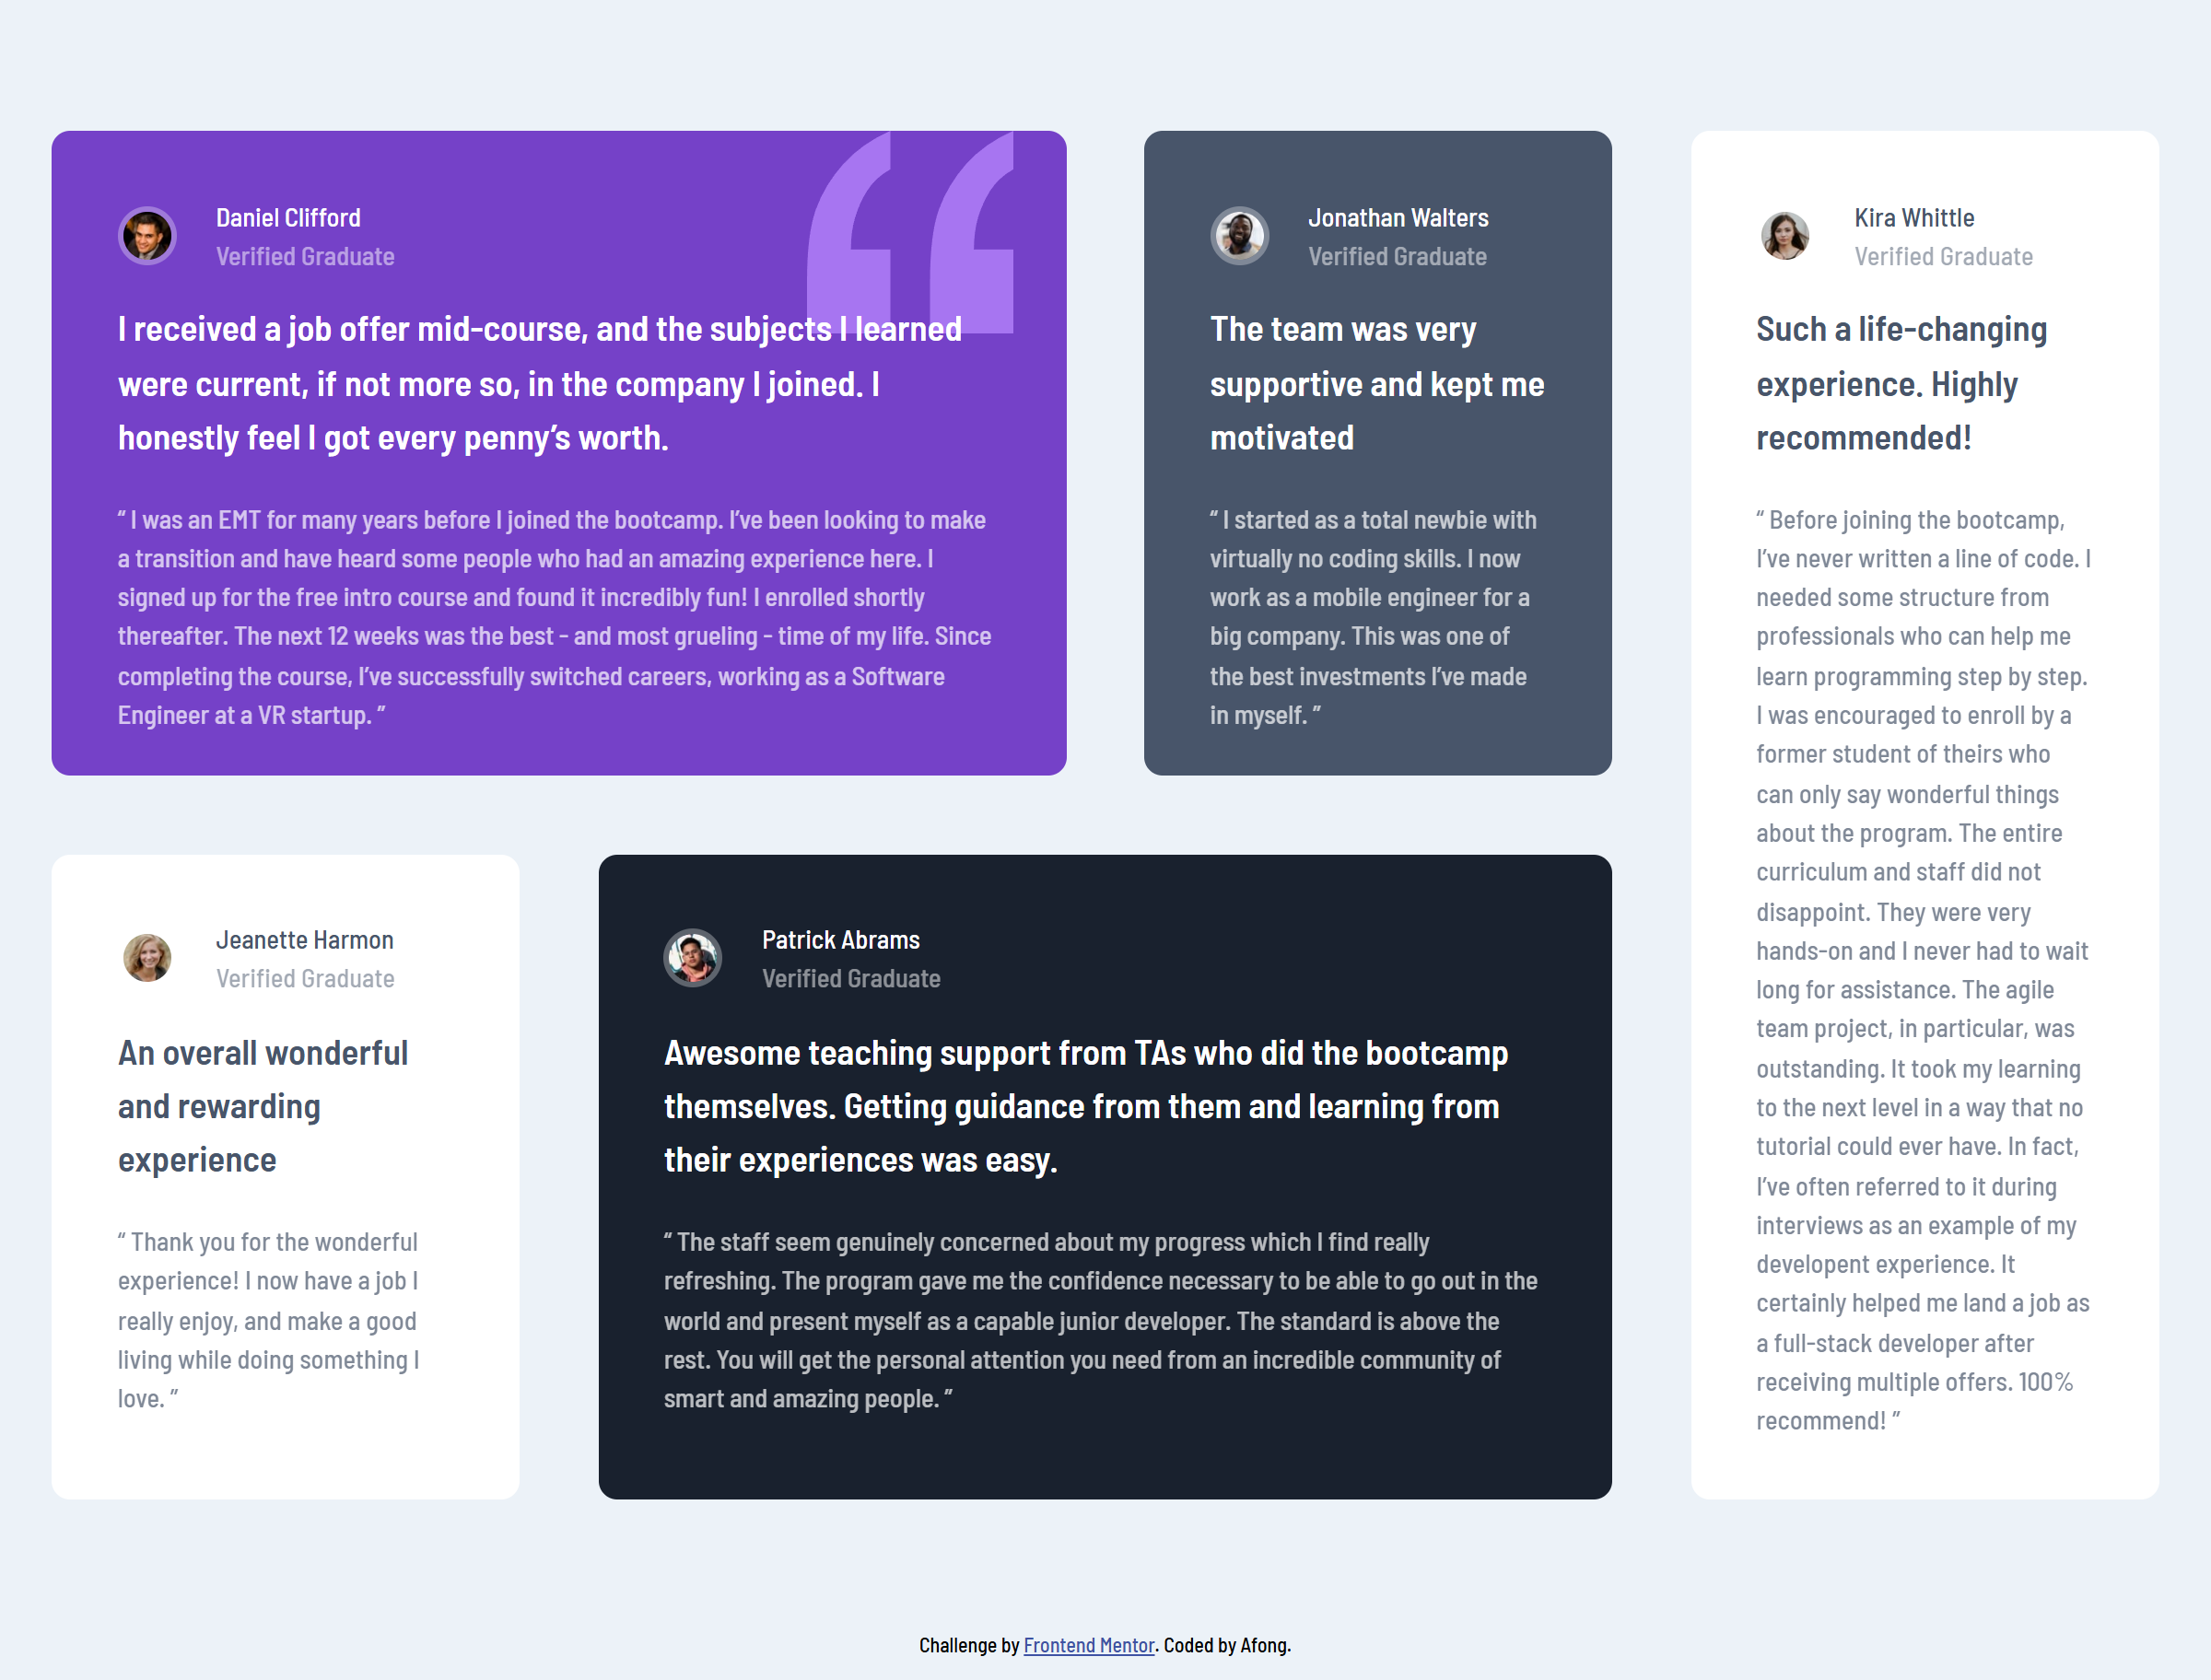 Daniel Clifford
Verified Graduate
I received a job offer mid-course, and the subjects I learned
were current, if not more so, in the company I joined. I
honestly feel I got every penny’s worth.
“ I was an EMT for many years before I joined the bootcamp. I’ve been looking to make
a transition and have heard some people who had an amazing experience here. I
signed up for the free intro course and found it incredibly fun! I enrolled shortly
thereafter. The next 12 weeks was the best - and most grueling - time of my life. Since
completing the course, I’ve successfully switched careers, working as a Software
Engineer at a VR startup. ”
Jonathan Walters
Verified Graduate
The team was very
supportive and kept me
motivated
“ I started as a total newbie with
virtually no coding skills. I now
work as a mobile engineer for a
big company. This was one of
the best investments I’ve made
in myself. ”
Kira Whittle
Verified Graduate
Such a life-changing
experience. Highly
recommended!
“ Before joining the bootcamp,
I’ve never written a line of code. I
needed some structure from
professionals who can help me
learn programming step by step.
I was encouraged to enroll by a
former student of theirs who
can only say wonderful things
about the program. The entire
curriculum and staff did not
disappoint. They were very
hands-on and I never had to wait
long for assistance. The agile
team project, in particular, was
outstanding. It took my learning
to the next level in a way that no
tutorial could ever have. In fact,
I’ve often referred to it during
interviews as an example of my
developent experience. It
certainly helped me land a job as
a full-stack developer after
receiving multiple offers. 100%
recommend! ”
Jeanette Harmon
Verified Graduate
An overall wonderful
and rewarding
experience
“ Thank you for the wonderful
experience! I now have a job I
really enjoy, and make a good
living while doing something I
love. ”
Patrick Abrams
Verified Graduate
Awesome teaching support from TAs who did the bootcamp
themselves. Getting guidance from them and learning from
their experiences was easy.
“ The staff seem genuinely concerned about my progress which I find really
refreshing. The program gave me the confidence necessary to be able to go out in the
world and present myself as a capable junior developer. The standard is above the
rest. You will get the personal attention you need from an incredible community of
smart and amazing people. ”
Challenge by Frontend Mentor. Coded by Afong.